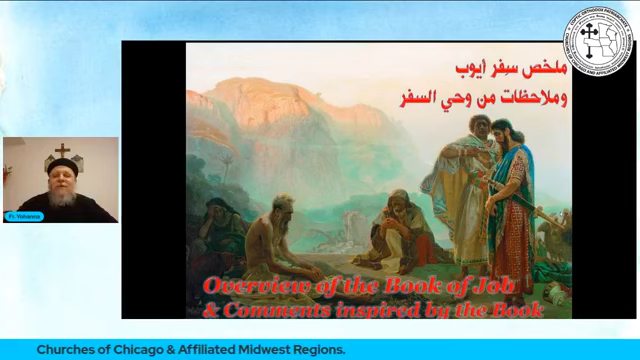 ملخص سفر أيوب
وملاحظات من وحي السفر
Fr. Yohannis
Overview of the Book of Job
& Comments inspired by the Book
Churches of Chicago & Affiliated Midwest Regions.